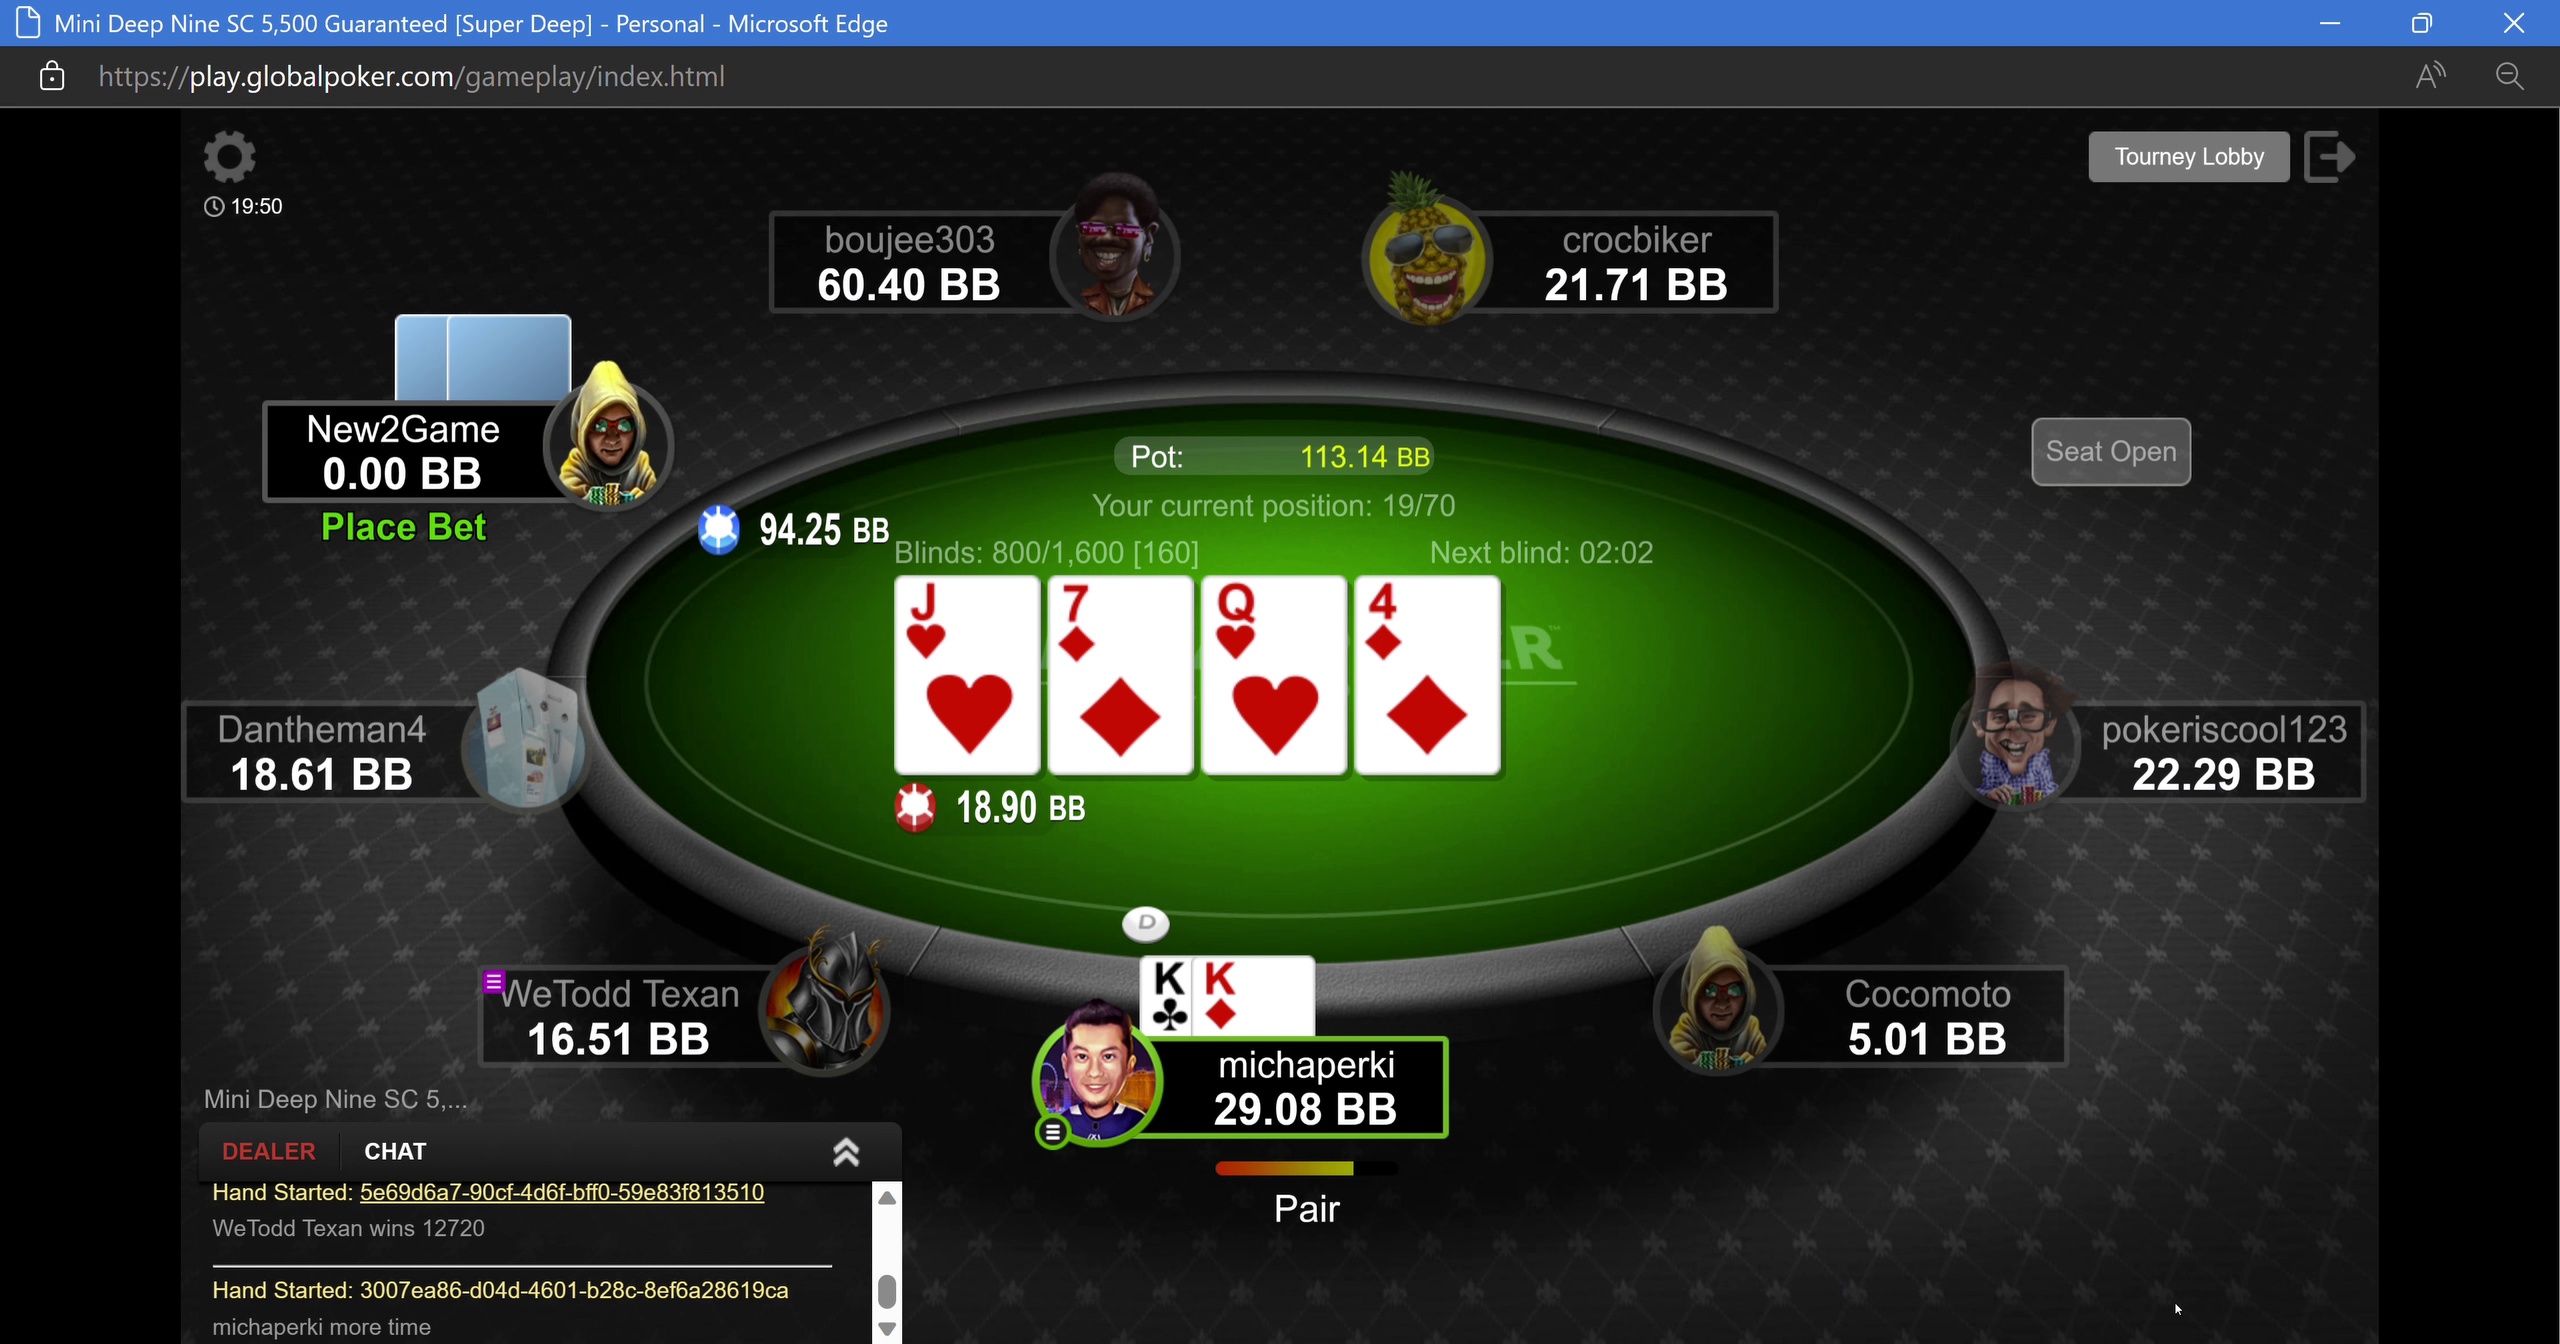 Mini Deep Nine SC 5,500 Guaranteed [Super Deep] - Personal - Microsoft Edge
https://play.globalpoker.com/gameplay/index.html
Tourney Lobby
19:50
boujee303
60.40 BB
crocbiker
21.71 BB
New2Game
0.00 BB
Place Bet
Pot: 113.14 BB
Seat Open
Your current position: 19/70
94.25 BB
Blinds: 800/1,600 [160]
Next blind: 02:02
J
7
Q
4
Dantheman4
18.61 BB
pokeriscool123
22.29 BB
18.90 BB
D
K
K
WeTodd Texan
16.51 BB
Cocomoto
5.01 BB
michaperki
29.08 BB
Pair
Mini Deep Nine SC 5,...
DEALER
CHAT
Hand Started: 5e69d6a7-90cf-4d6f-bff0-59e83f813510
WeTodd Texan wins 12720
Hand Started: 3007ea86-d04d-4601-b28c-8ef6a28619ca
michaperki more time